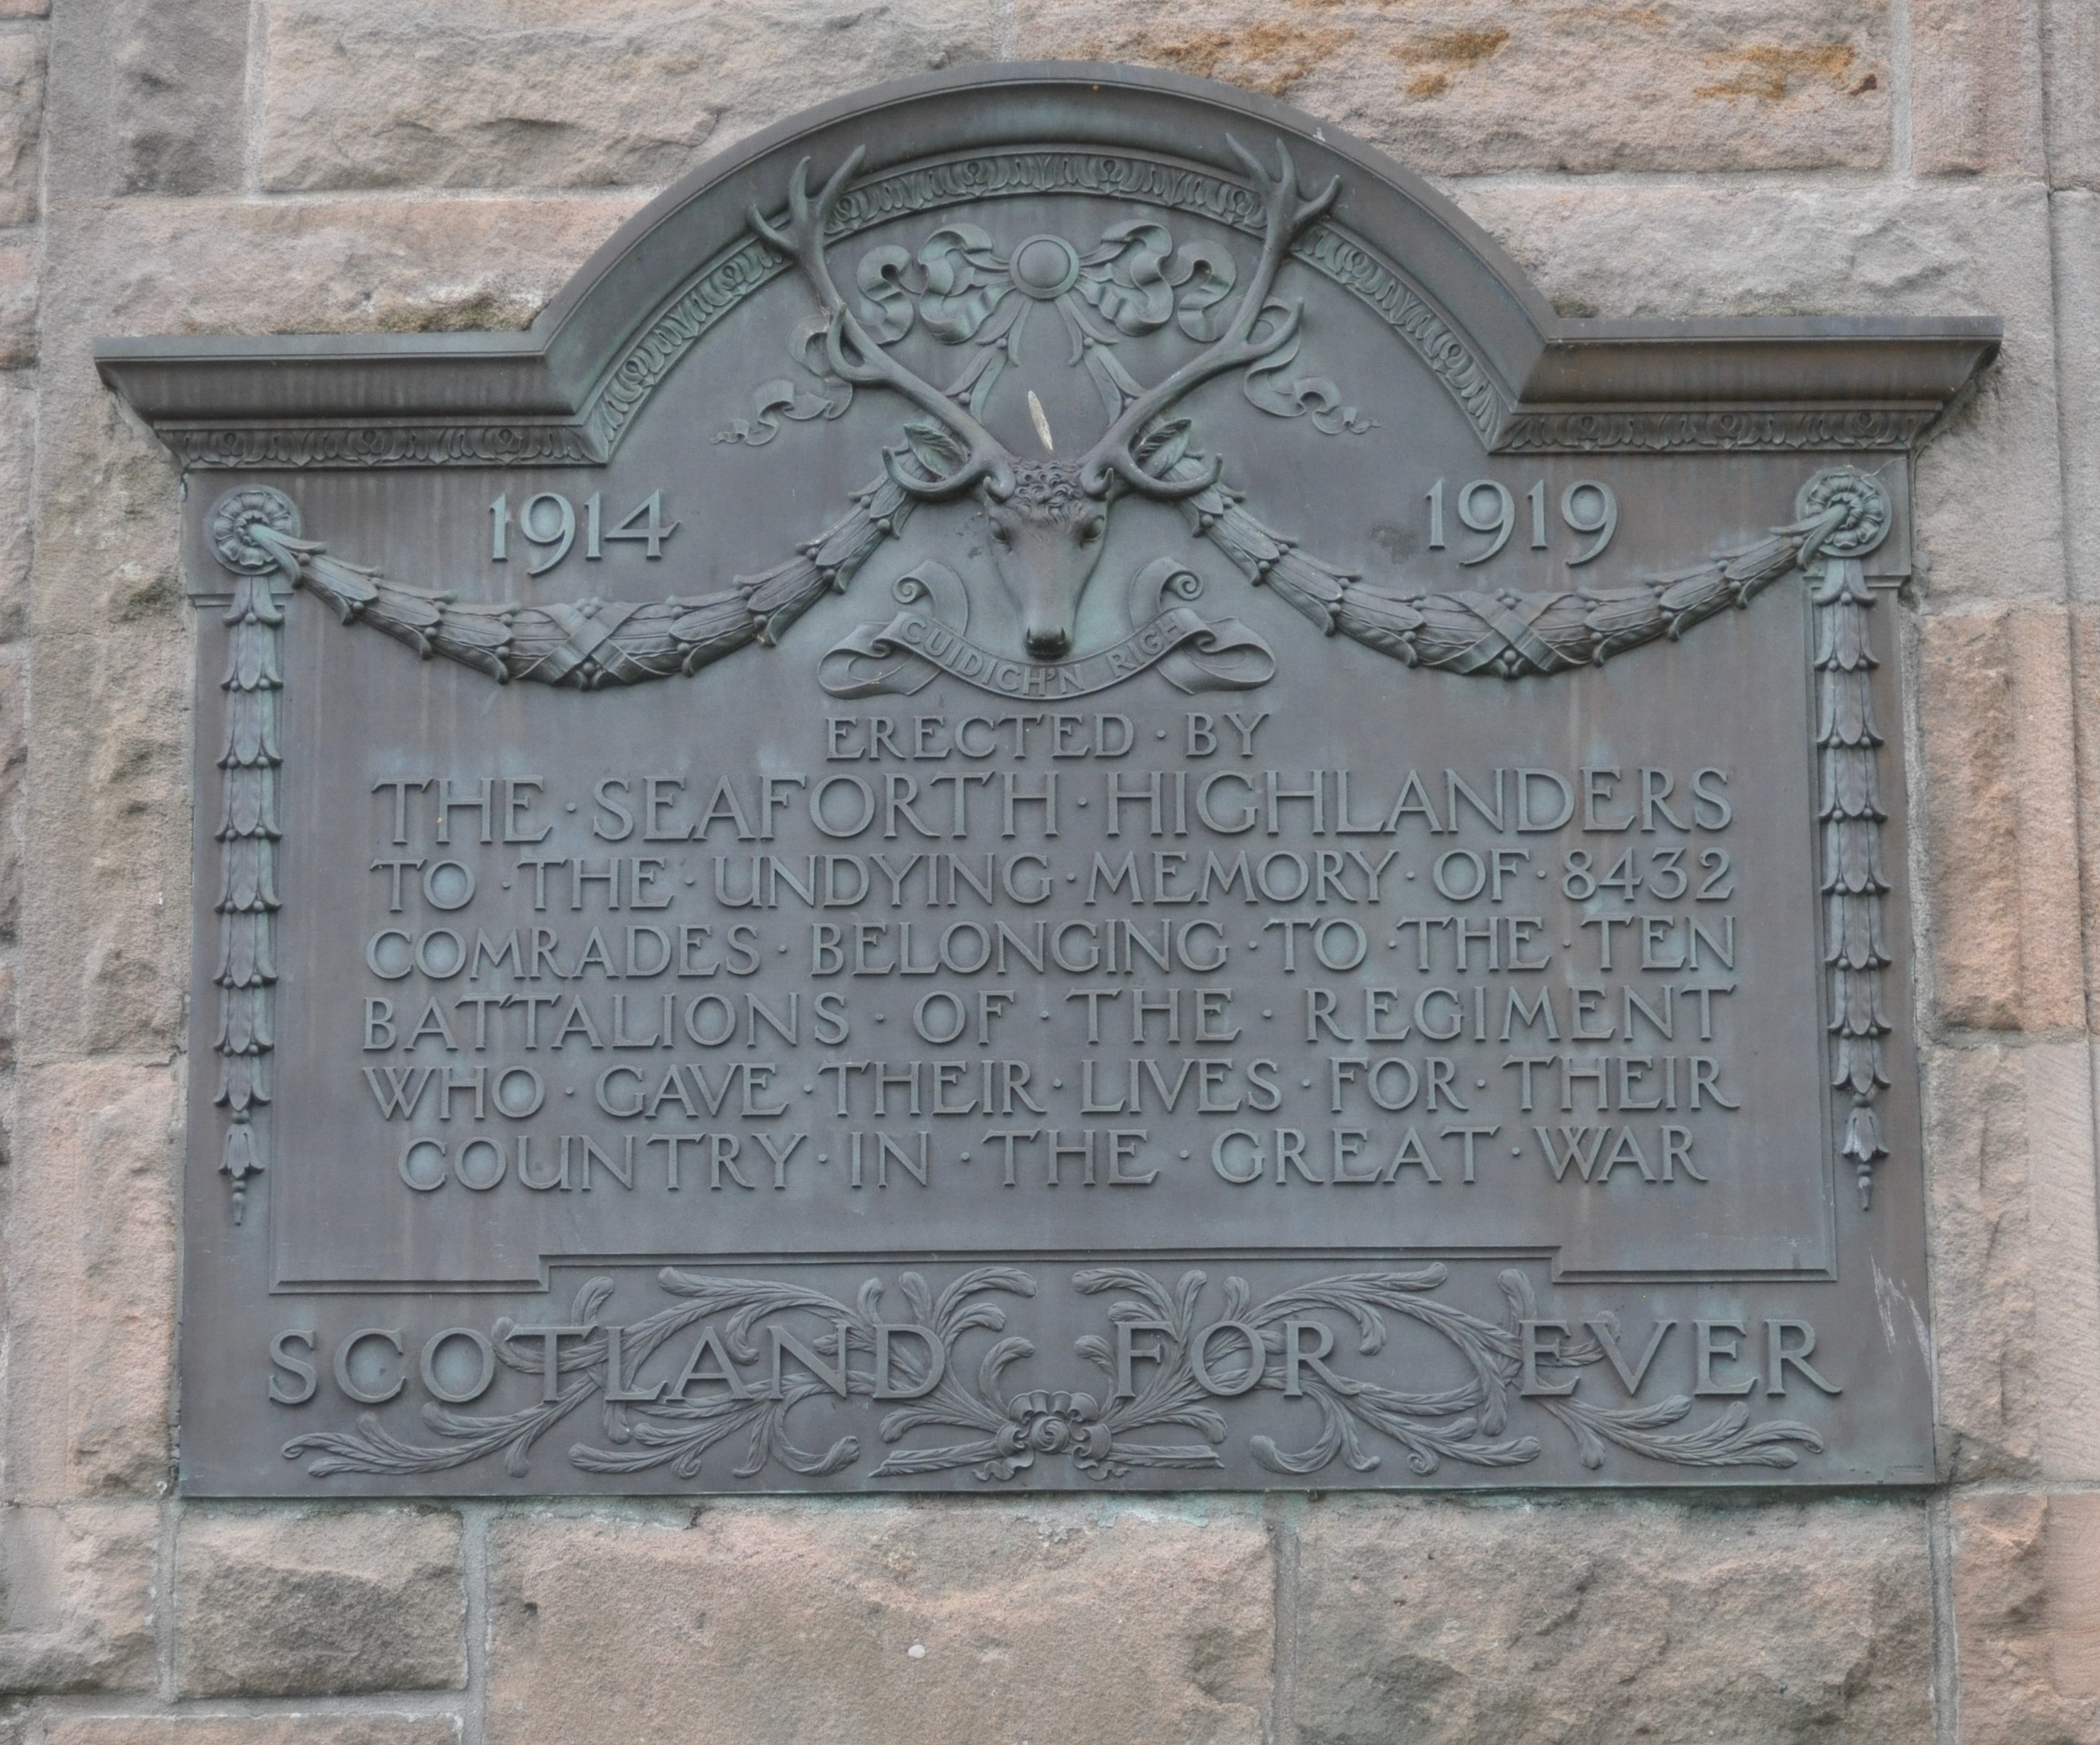 1914 1919
CUIDICH'N RIGH
ERECTED · BY
THE · SEAFORTH · HIGHLANDERS
TO · THE · UNDYING · MEMORY · OF · 8432
COMRADES · BELONGING · TO · THE · TEN
BATTALIONS · OF · THE · REGIMENT
WHO · GAVE · THEIR · LIVES · FOR · THEIR
COUNTRY · IN · THE · GREAT · WAR
SCOTLAND FOR EVER